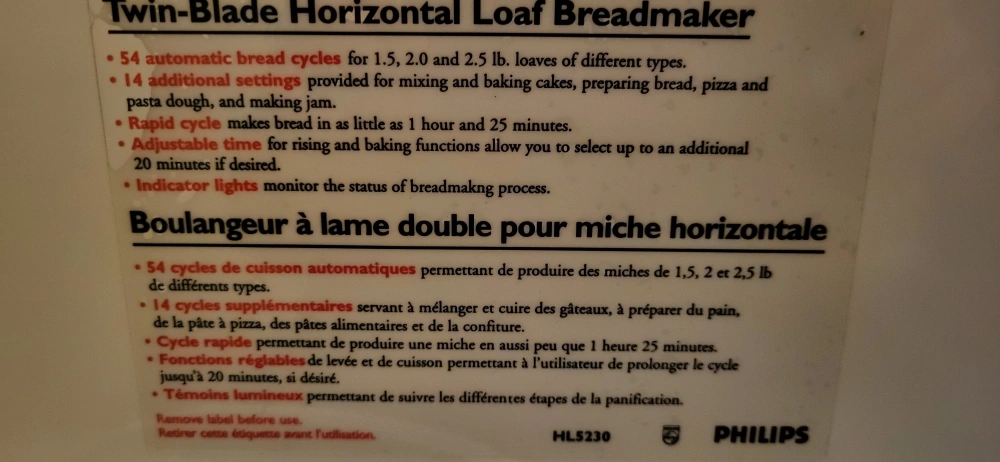 Twin-Blade Horizontal Loaf Breadmaker
• 54 automatic bread cycles for 1.5, 2.0 and 2.5 lb. loaves of different types.
• 14 additional settings provided for mixing and baking cakes, preparing bread, pizza and
pasta dough, and making jam.
• Rapid cycle makes bread in as little as 1 hour and 25 minutes.
• Adjustable time for rising and baking functions allow you to select up to an additional
20 minutes if desired.
• Indicator lights monitor the status of breadmakng process.
Boulangeur à lame double pour miche horizontale
• 54 cycles de cuisson automatiques permettant de produire des miches de 1,5, 2 et 2,5 lb
de différents types.
• 14 cycles supplémentaires servant à mélanger et cuire des gâteaux, à préparer du pain,
de la pâte à pizza, des pâtes alimentaires et de la confiture.
• Cycle rapide permettant de produire une miche en aussi peu que 1 heure 25 minutes.
• Fonctions réglables de levée et de cuisson permettant à l'utilisateur de prolonger le cycle
jusqu'à 20 minutes, si désiré.
• Témoins lumineux permettant de suivre les différentes étapes de la panification.
Remove label before use.
Retirer cette étiquette avant l'utilisation.
HL5230 PHILIPS